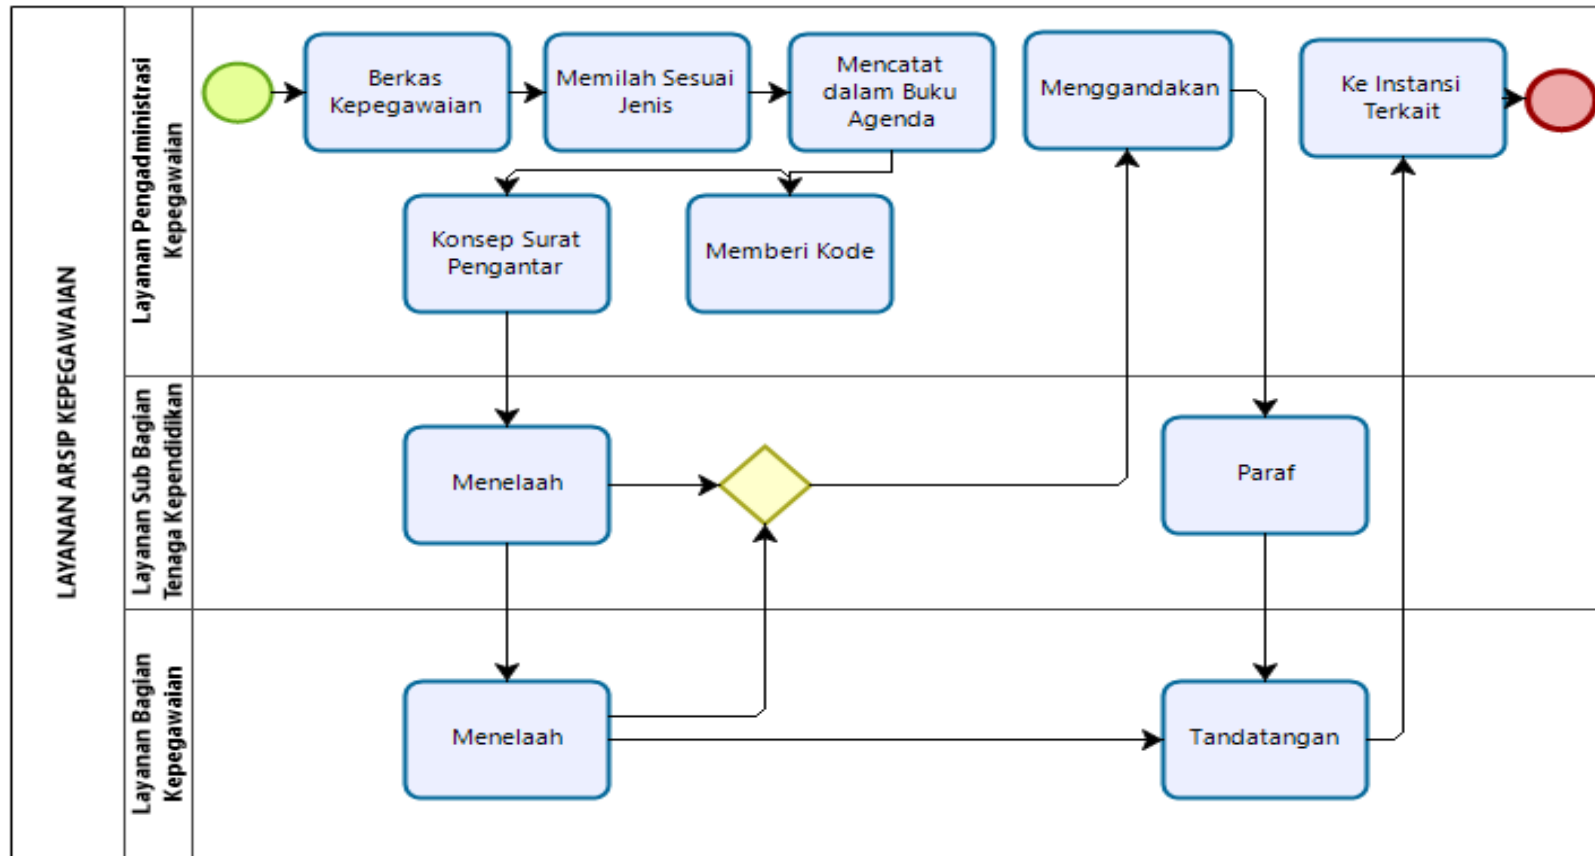 LAYANAN ARSIP KEPEGAWAIAN
Layanan Pengadministrasi
Kepegawaian
Berkas
Kepegawaian
Memilah Sesuai
Jenis
Mencatat
dalam Buku
Agenda
Menggandakan
Ke Instansi
Terkait
Konsep Surat
Pengantar
Memberi Kode
Layanan Sub Bagian
Tenaga Kependidikan
Menelaah
Paraf
Layanan Bagian
Kepegawaian
Menelaah
Tandatangan